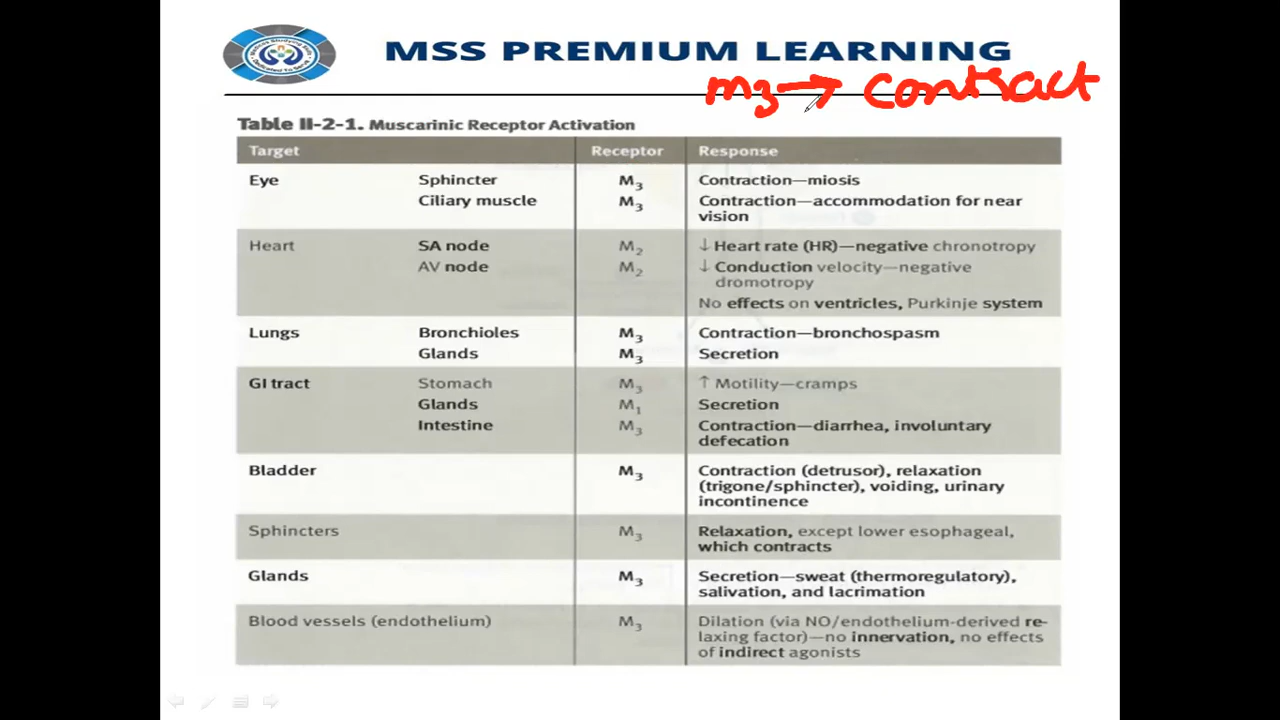 MSS PREMIUM LEARNING
m3 → contract
Table II-2-1. Muscarinic Receptor Activation
Target Receptor Response
Eye Sphincter M3 Contraction—miosis
Ciliary muscle M3 Contraction—accommodation for near
vision
Heart SA node M2 ↓ Heart rate (HR)—negative chronotropy
AV node M2 ↓ Conduction velocity—negative
dromotropy
No effects on ventricles, Purkinje system
Lungs Bronchioles M3 Contraction—bronchospasm
Glands M3 Secretion
GI tract Stomach M3 ↑ Motility—cramps
Glands M1 Secretion
Intestine M3 Contraction—diarrhea, involuntary
defecation
Bladder M3 Contraction (detrusor), relaxation
(trigone/sphincter), voiding, urinary
incontinence
Sphincters M3 Relaxation, except lower esophageal,
which contracts
Glands M3 Secretion—sweat (thermoregulatory),
salivation, and lacrimation
Blood vessels (endothelium) M3 Dilation (via NO/endothelium-derived re-
laxing factor)—no innervation, no effects
of indirect agonists